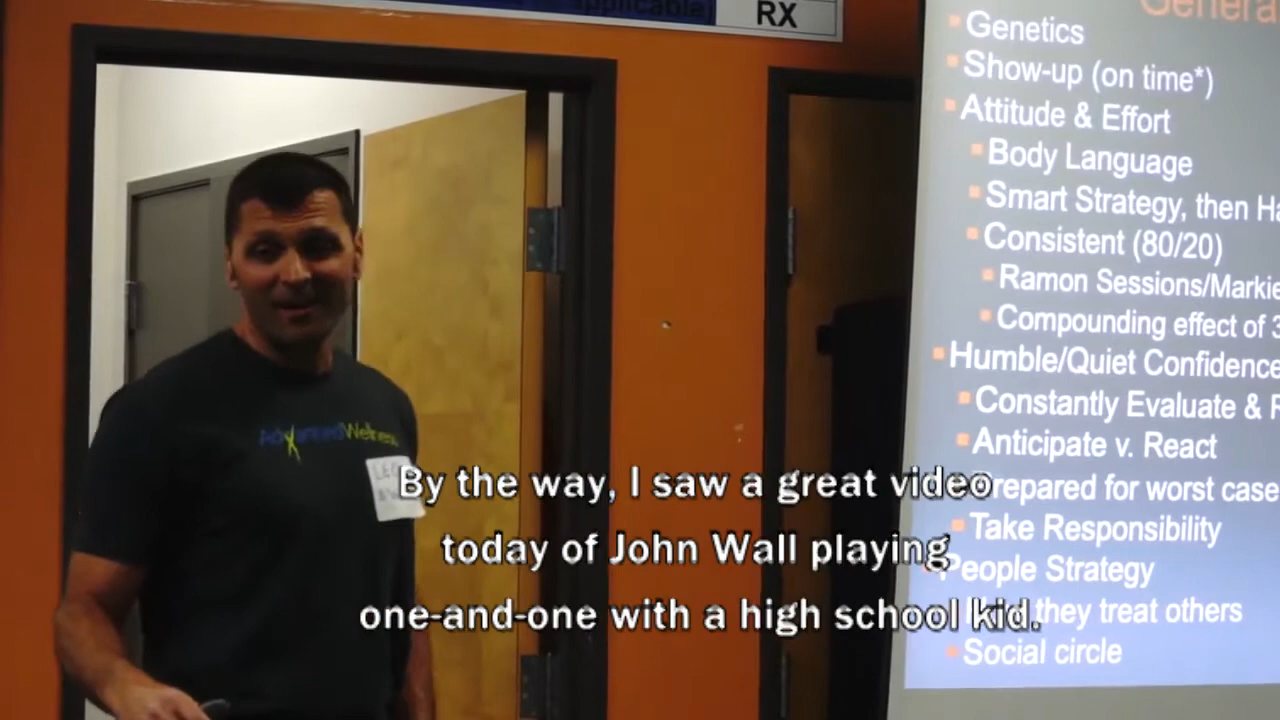 applicable)
RX
Genetics
Show-up (on time*)
Attitude & Effort
Body Language
Smart Strategy, then
Consistent (80/20)
Ramon Sessions/Markie
Compounding effect of 3
Humble/Quiet Confidence
Constantly Evaluate &
Anticipate v. React
Prepared for worst case
Take Responsibility
People Strategy
they treat others
Social circle
AdvancedWellness
By the way, I saw a great video
today of John Wall playing
one-and-one with a high school kid.